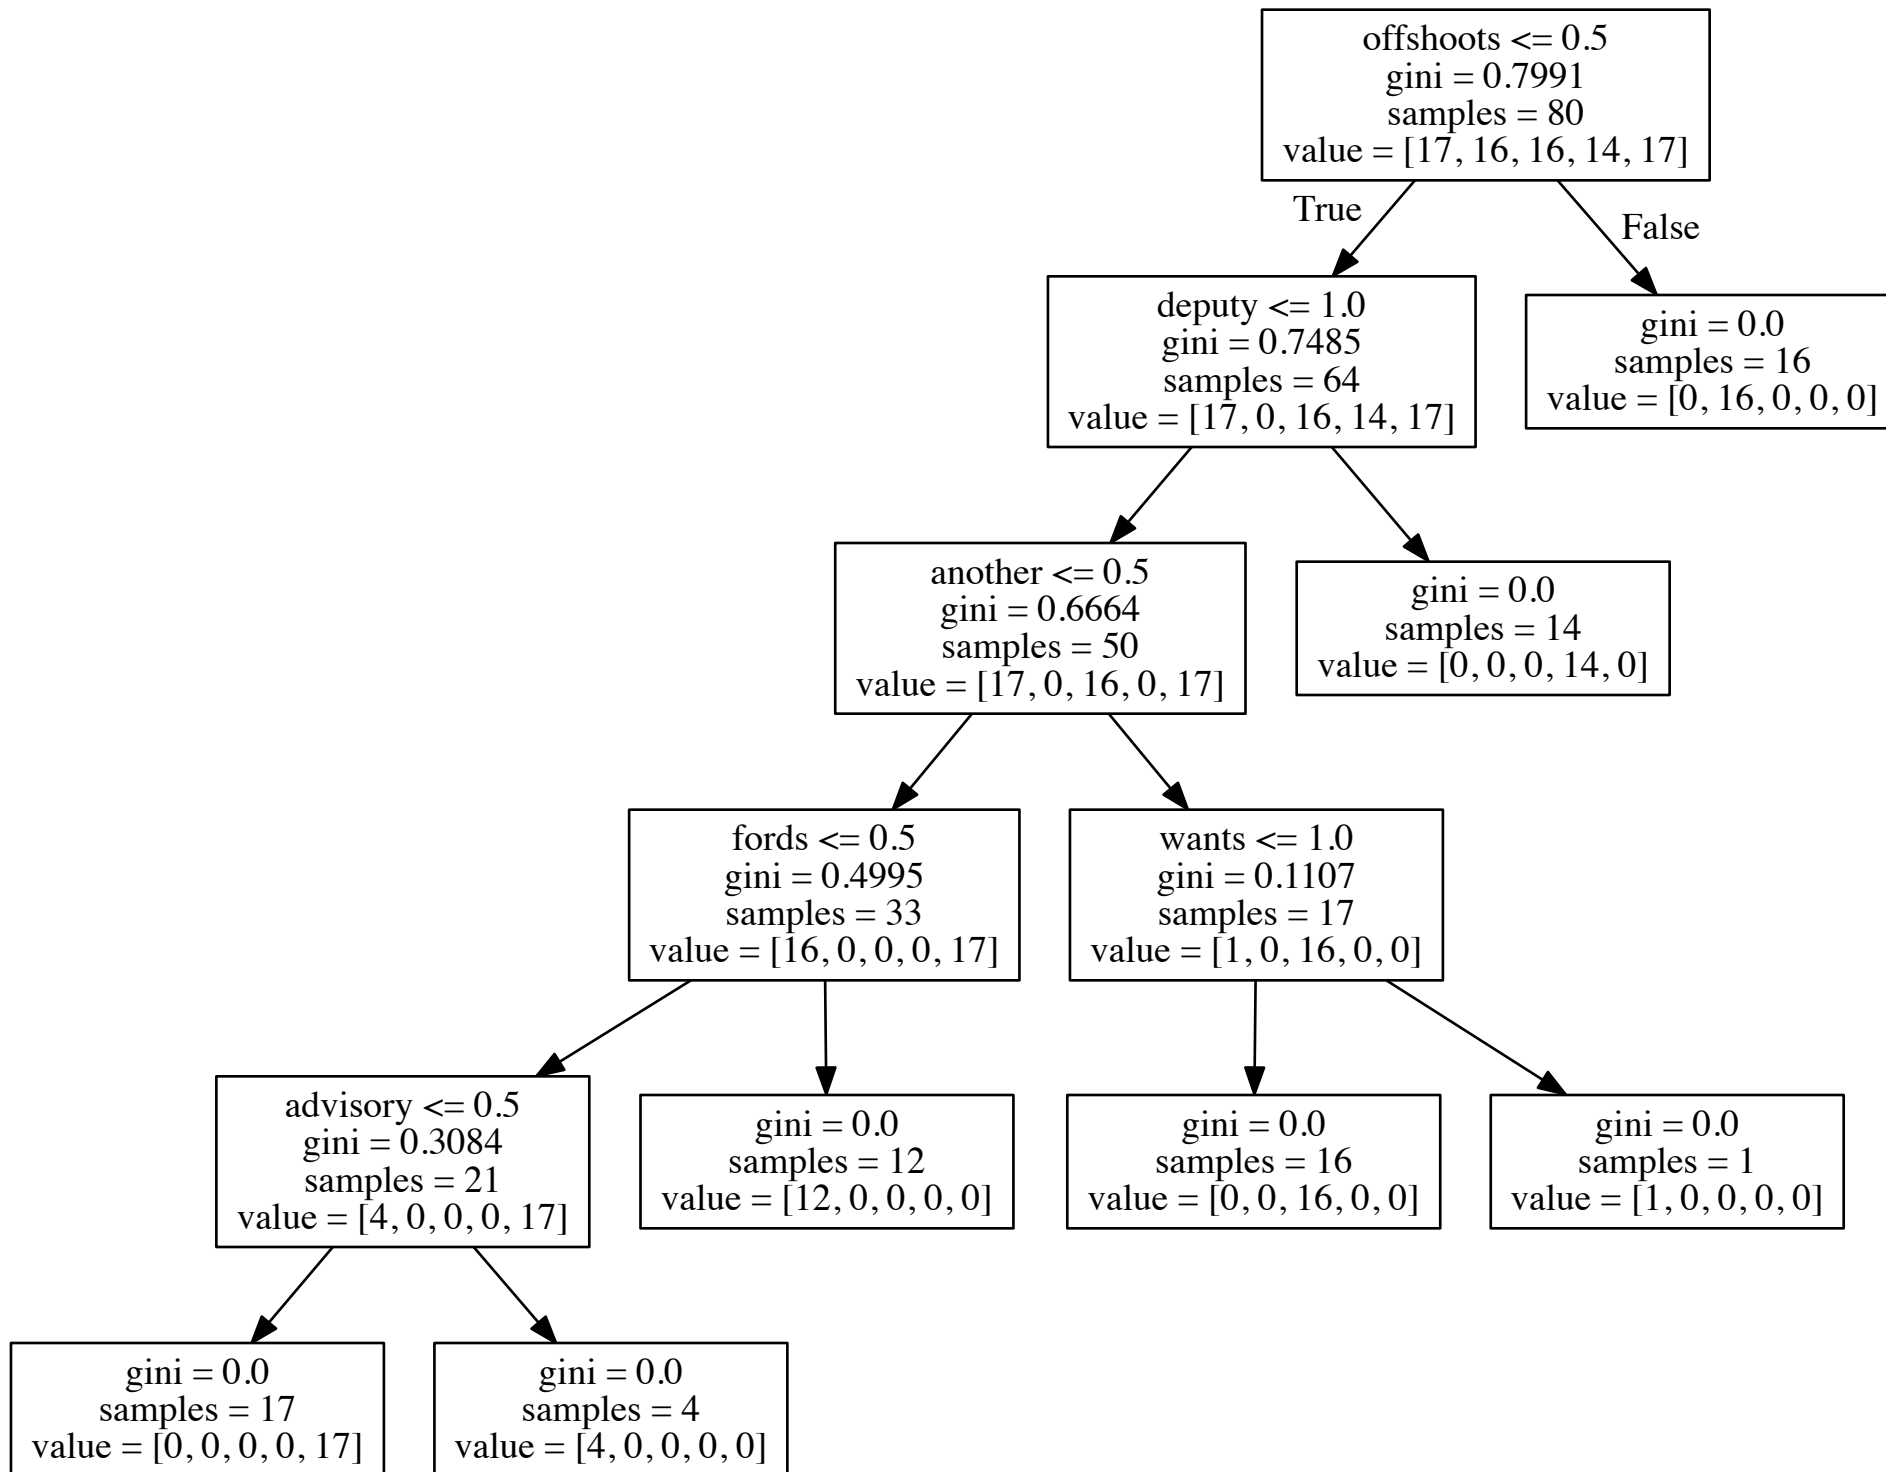 offshoots <= 0.5
gini = 0.7991
samples = 80
value = [17, 16, 16, 14, 17]
True
False
deputy <= 1.0
gini = 0.7485
samples = 64
value = [17, 0, 16, 14, 17]
gini = 0.0
samples = 16
value = [0, 16, 0, 0, 0]
another <= 0.5
gini = 0.6664
samples = 50
value = [17, 0, 16, 0, 17]
gini = 0.0
samples = 14
value = [0, 0, 0, 14, 0]
fords <= 0.5
gini = 0.4995
samples = 33
value = [16, 0, 0, 0, 17]
wants <= 1.0
gini = 0.1107
samples = 17
value = [1, 0, 16, 0, 0]
advisory <= 0.5
gini = 0.3084
samples = 21
value = [4, 0, 0, 0, 17]
gini = 0.0
samples = 12
value = [12, 0, 0, 0, 0]
gini = 0.0
samples = 16
value = [0, 0, 16, 0, 0]
gini = 0.0
samples = 1
value = [1, 0, 0, 0, 0]
gini = 0.0
samples = 17
value = [0, 0, 0, 0, 17]
gini = 0.0
samples = 4
value = [4, 0, 0, 0, 0]